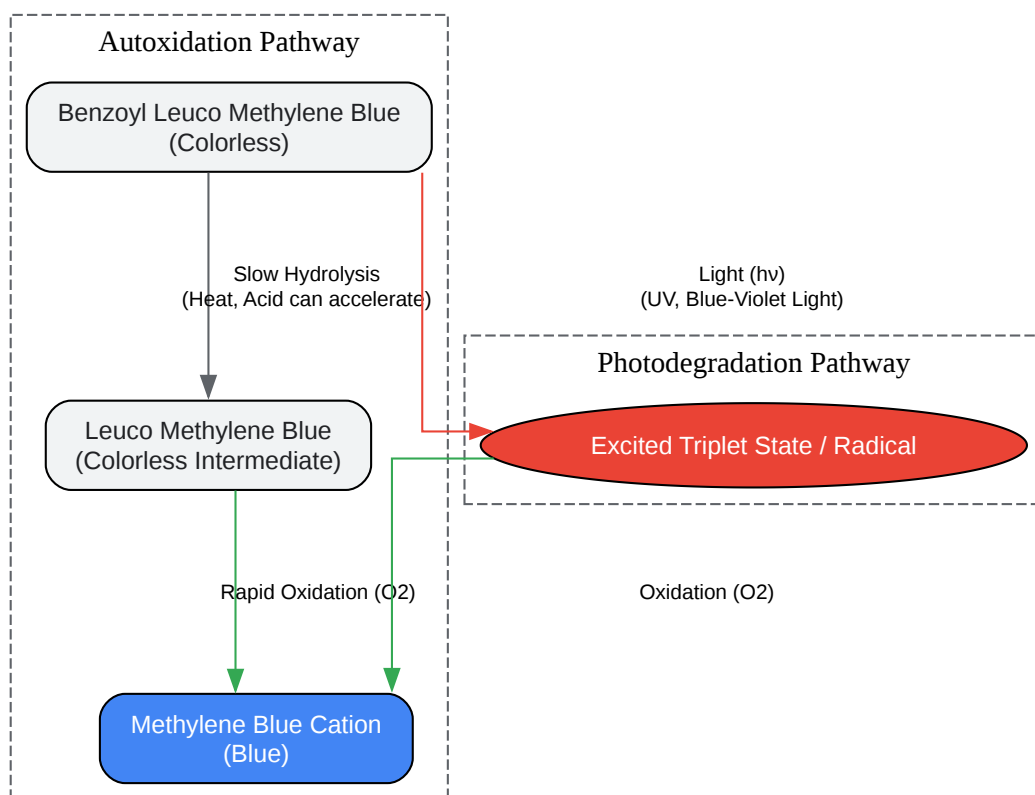 Autoxidation Pathway
Benzoyl Leuco Methylene Blue
(Colorless)
Slow Hydrolysis
(Heat, Acid can accelerate)
Light (hν)
(UV, Blue-Violet Light)
Photodegradation Pathway
Leuco Methylene Blue
(Colorless Intermediate)
Excited Triplet State / Radical
Rapid Oxidation (O2)
Oxidation (O2)
Methylene Blue Cation
(Blue)